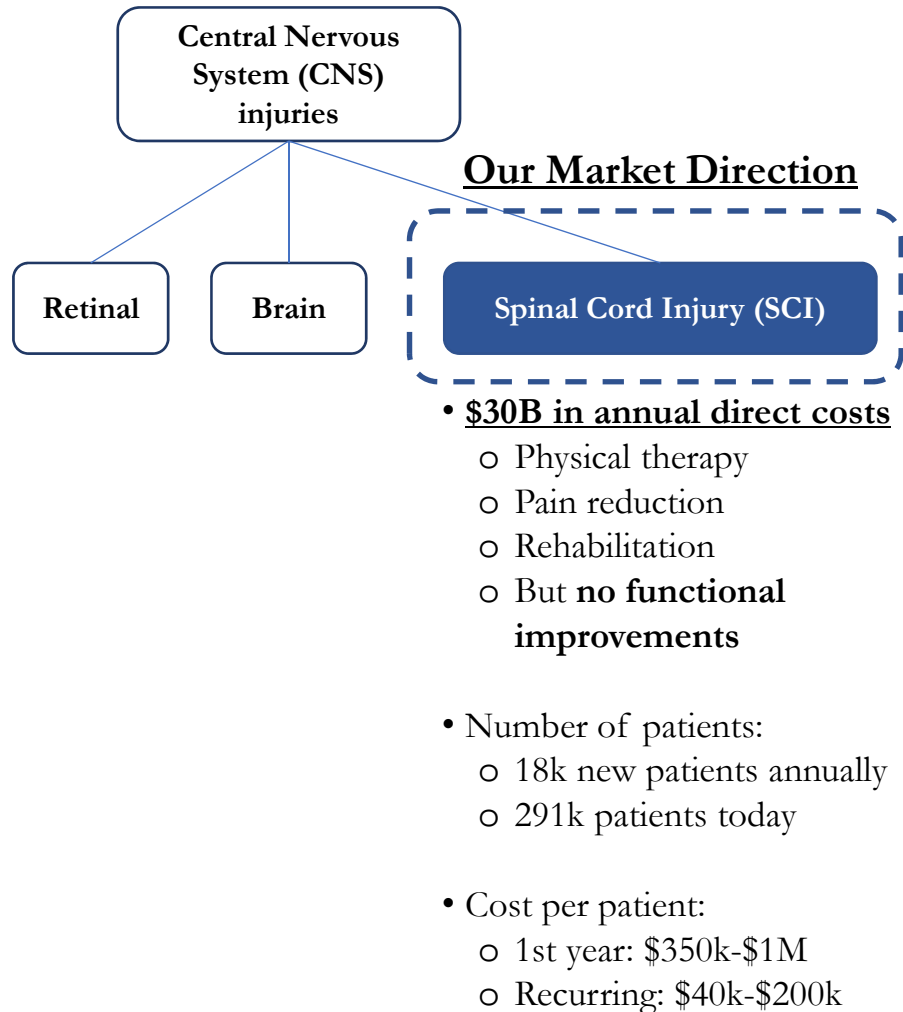 Central Nervous
System (CNS)
injuries
Our Market Direction
Retinal
Brain
Spinal Cord Injury (SCI)
• $30B in annual direct costs
o Physical therapy
o Pain reduction
o Rehabilitation
o But no functional
improvements
• Number of patients:
o 18k new patients annually
o 291k patients today
• Cost per patient:
o 1st year: $350k-$1M
o Recurring: $40k-$200k